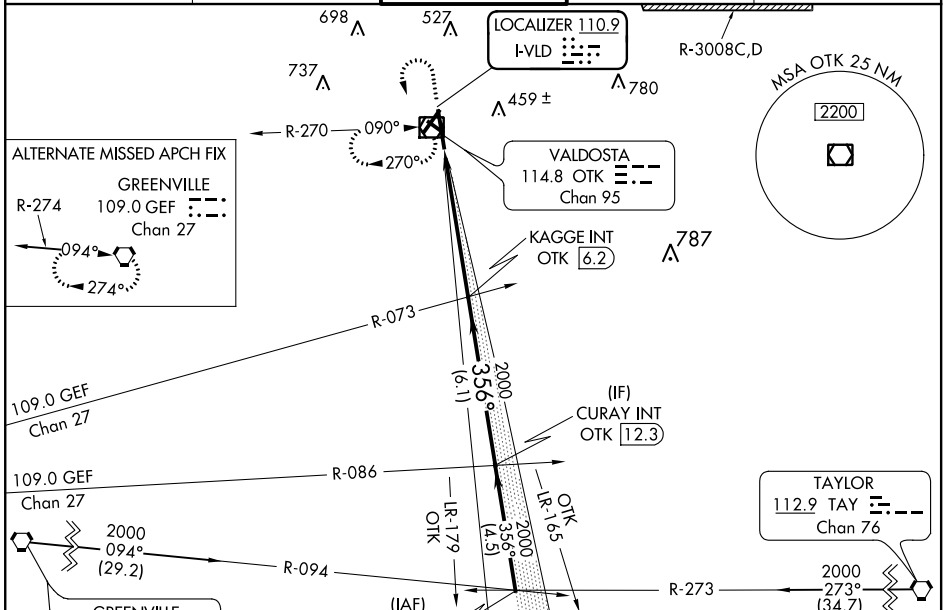 698
527
LOCALIZER 110.9
I-VLD
R-3008C,D
737
780
459 ±
MSA OTK 25 NM
2200
R-270
090°
270°
ALTERNATE MISSED APCH FIX
GREENVILLE
109.0 GEF
Chan 27
R-274
094°
274°
VALDOSTA
114.8 OTK
Chan 95
KAGGE INT
OTK 6.2
787
R-073
109.0 GEF
Chan 27
2000
356°
(6.1)
(IF)
CURAY INT
OTK 12.3
109.0 GEF
Chan 27
R-086
LR-179
OTK
OTK
LR-165
2000
356°
(4.5)
TAYLOR
112.9 TAY
Chan 76
2000
094°
(29.2)
R-094
R-273
2000
273°
(34.7)
GREENVILLE
(IAF)